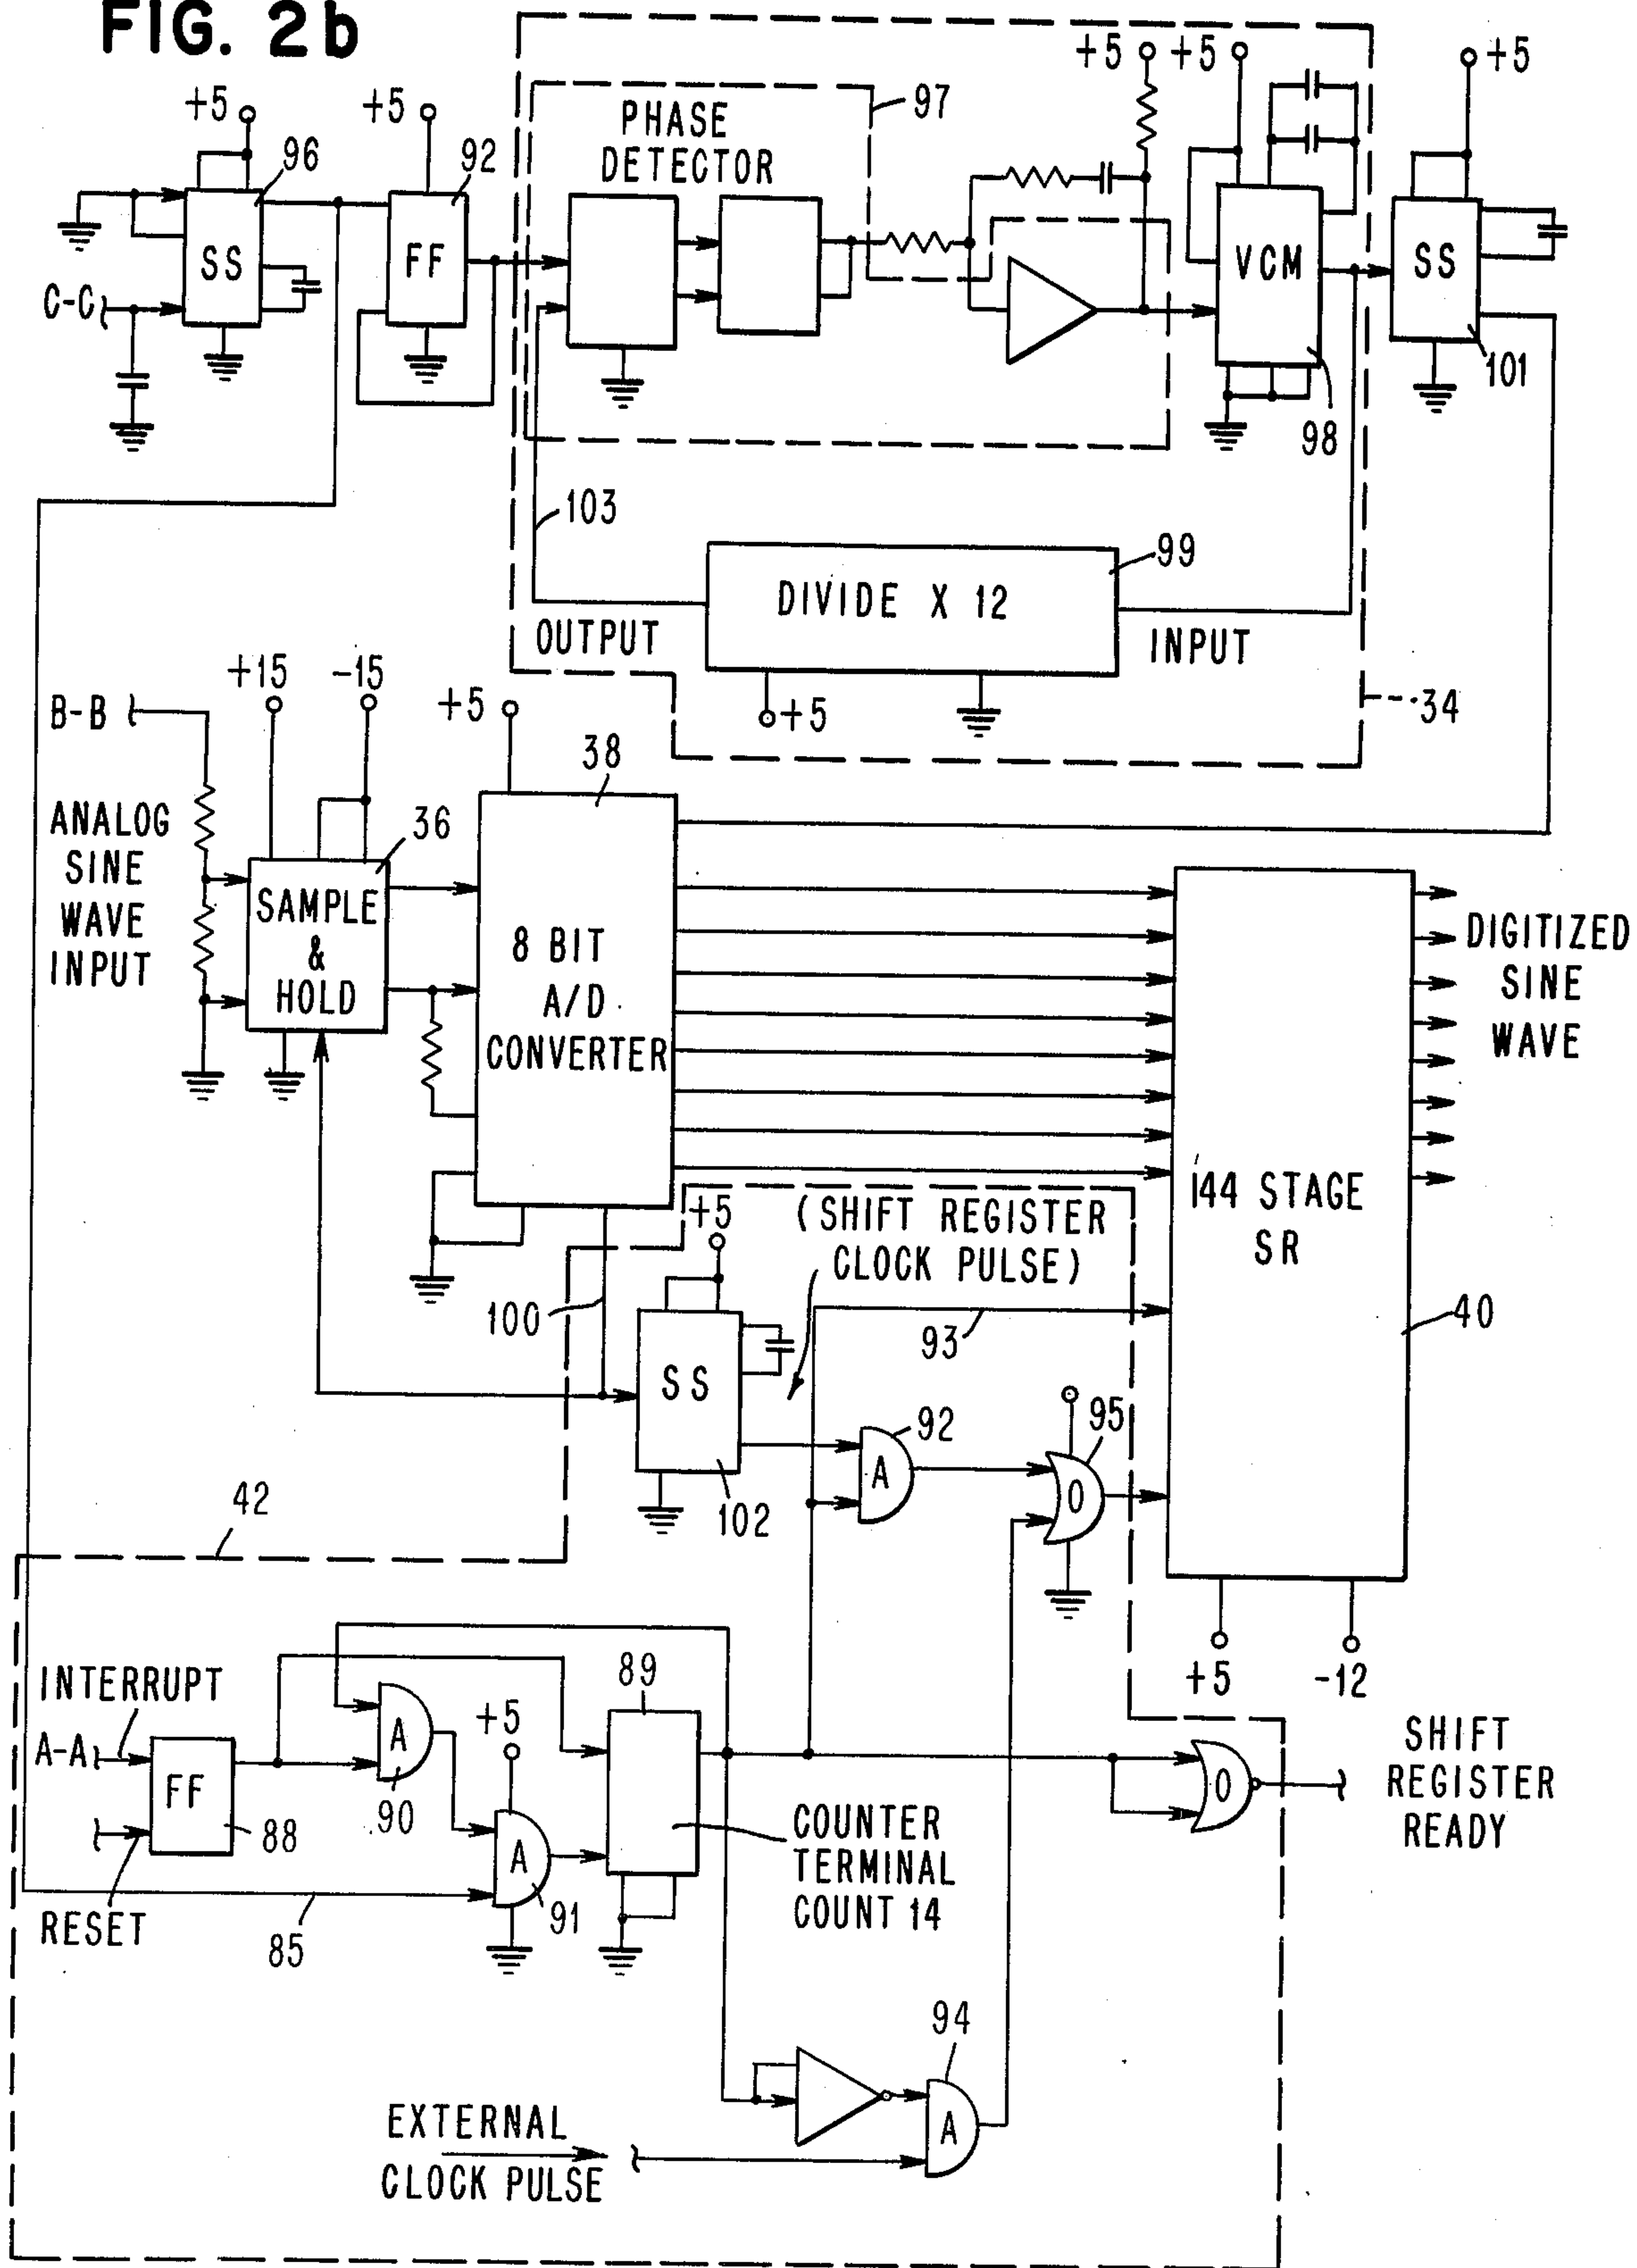 FIG. 2b
+5
+5
+5
+5
+5
96
92
PHASE
DETECTOR
97
SS
FF
VCM
SS
C-C
98
101
103
99
DIVIDE X 12
OUTPUT
INPUT
+5
34
B-B
+15
-15
+5
38
ANALOG
SINE
WAVE
INPUT
36
SAMPLE
&
HOLD
8 BIT
A/D
CONVERTER
DIGITIZED
SINE
WAVE
144 STAGE
SR
+5
(SHIFT REGISTER
CLOCK PULSE)
100
93
40
SS
92
95
A
O
102
42
+5
-12
INTERRUPT
A-A
FF
88
A
90
+5
89
A
91
COUNTER
TERMINAL
COUNT 14
O
SHIFT
REGISTER
READY
RESET
85
94
A
EXTERNAL
CLOCK PULSE